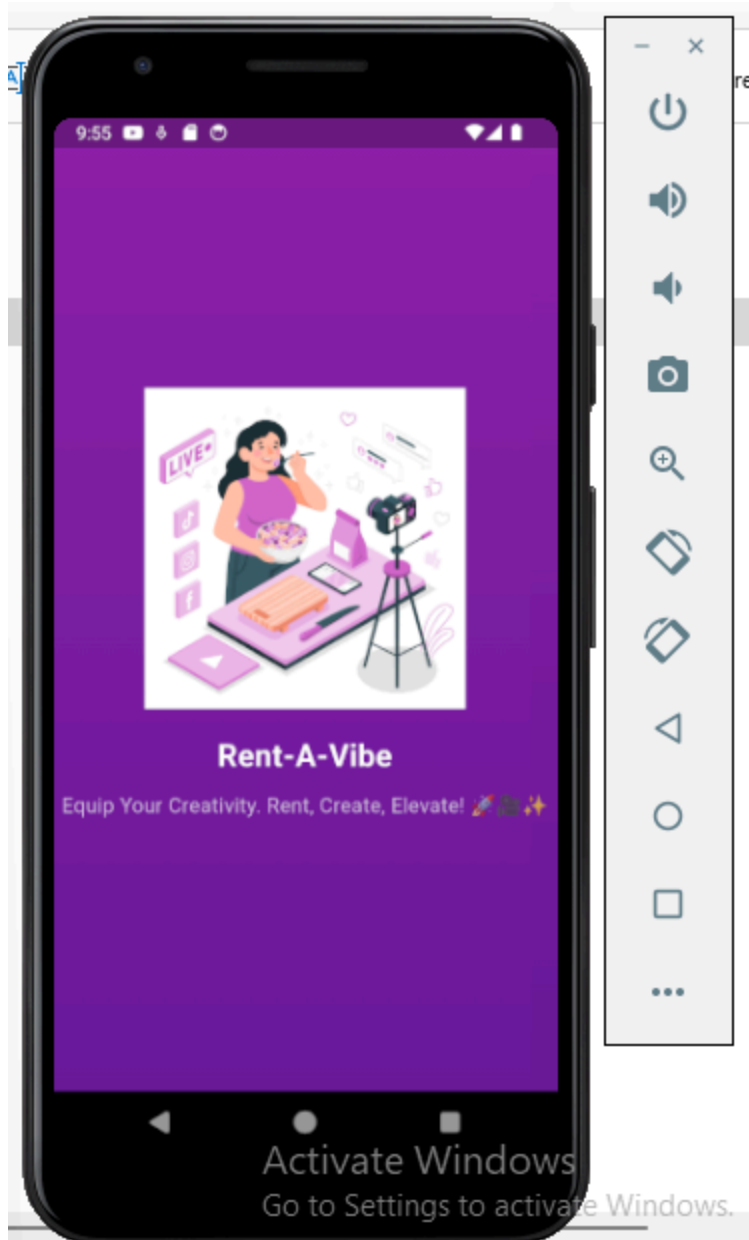 re
9:55
LIVE
Rent-A-Vibe
Equip Your Creativity. Rent, Create, Elevate! 🚀🎥✨
Activate Windows
Go to Settings to activate Windows.